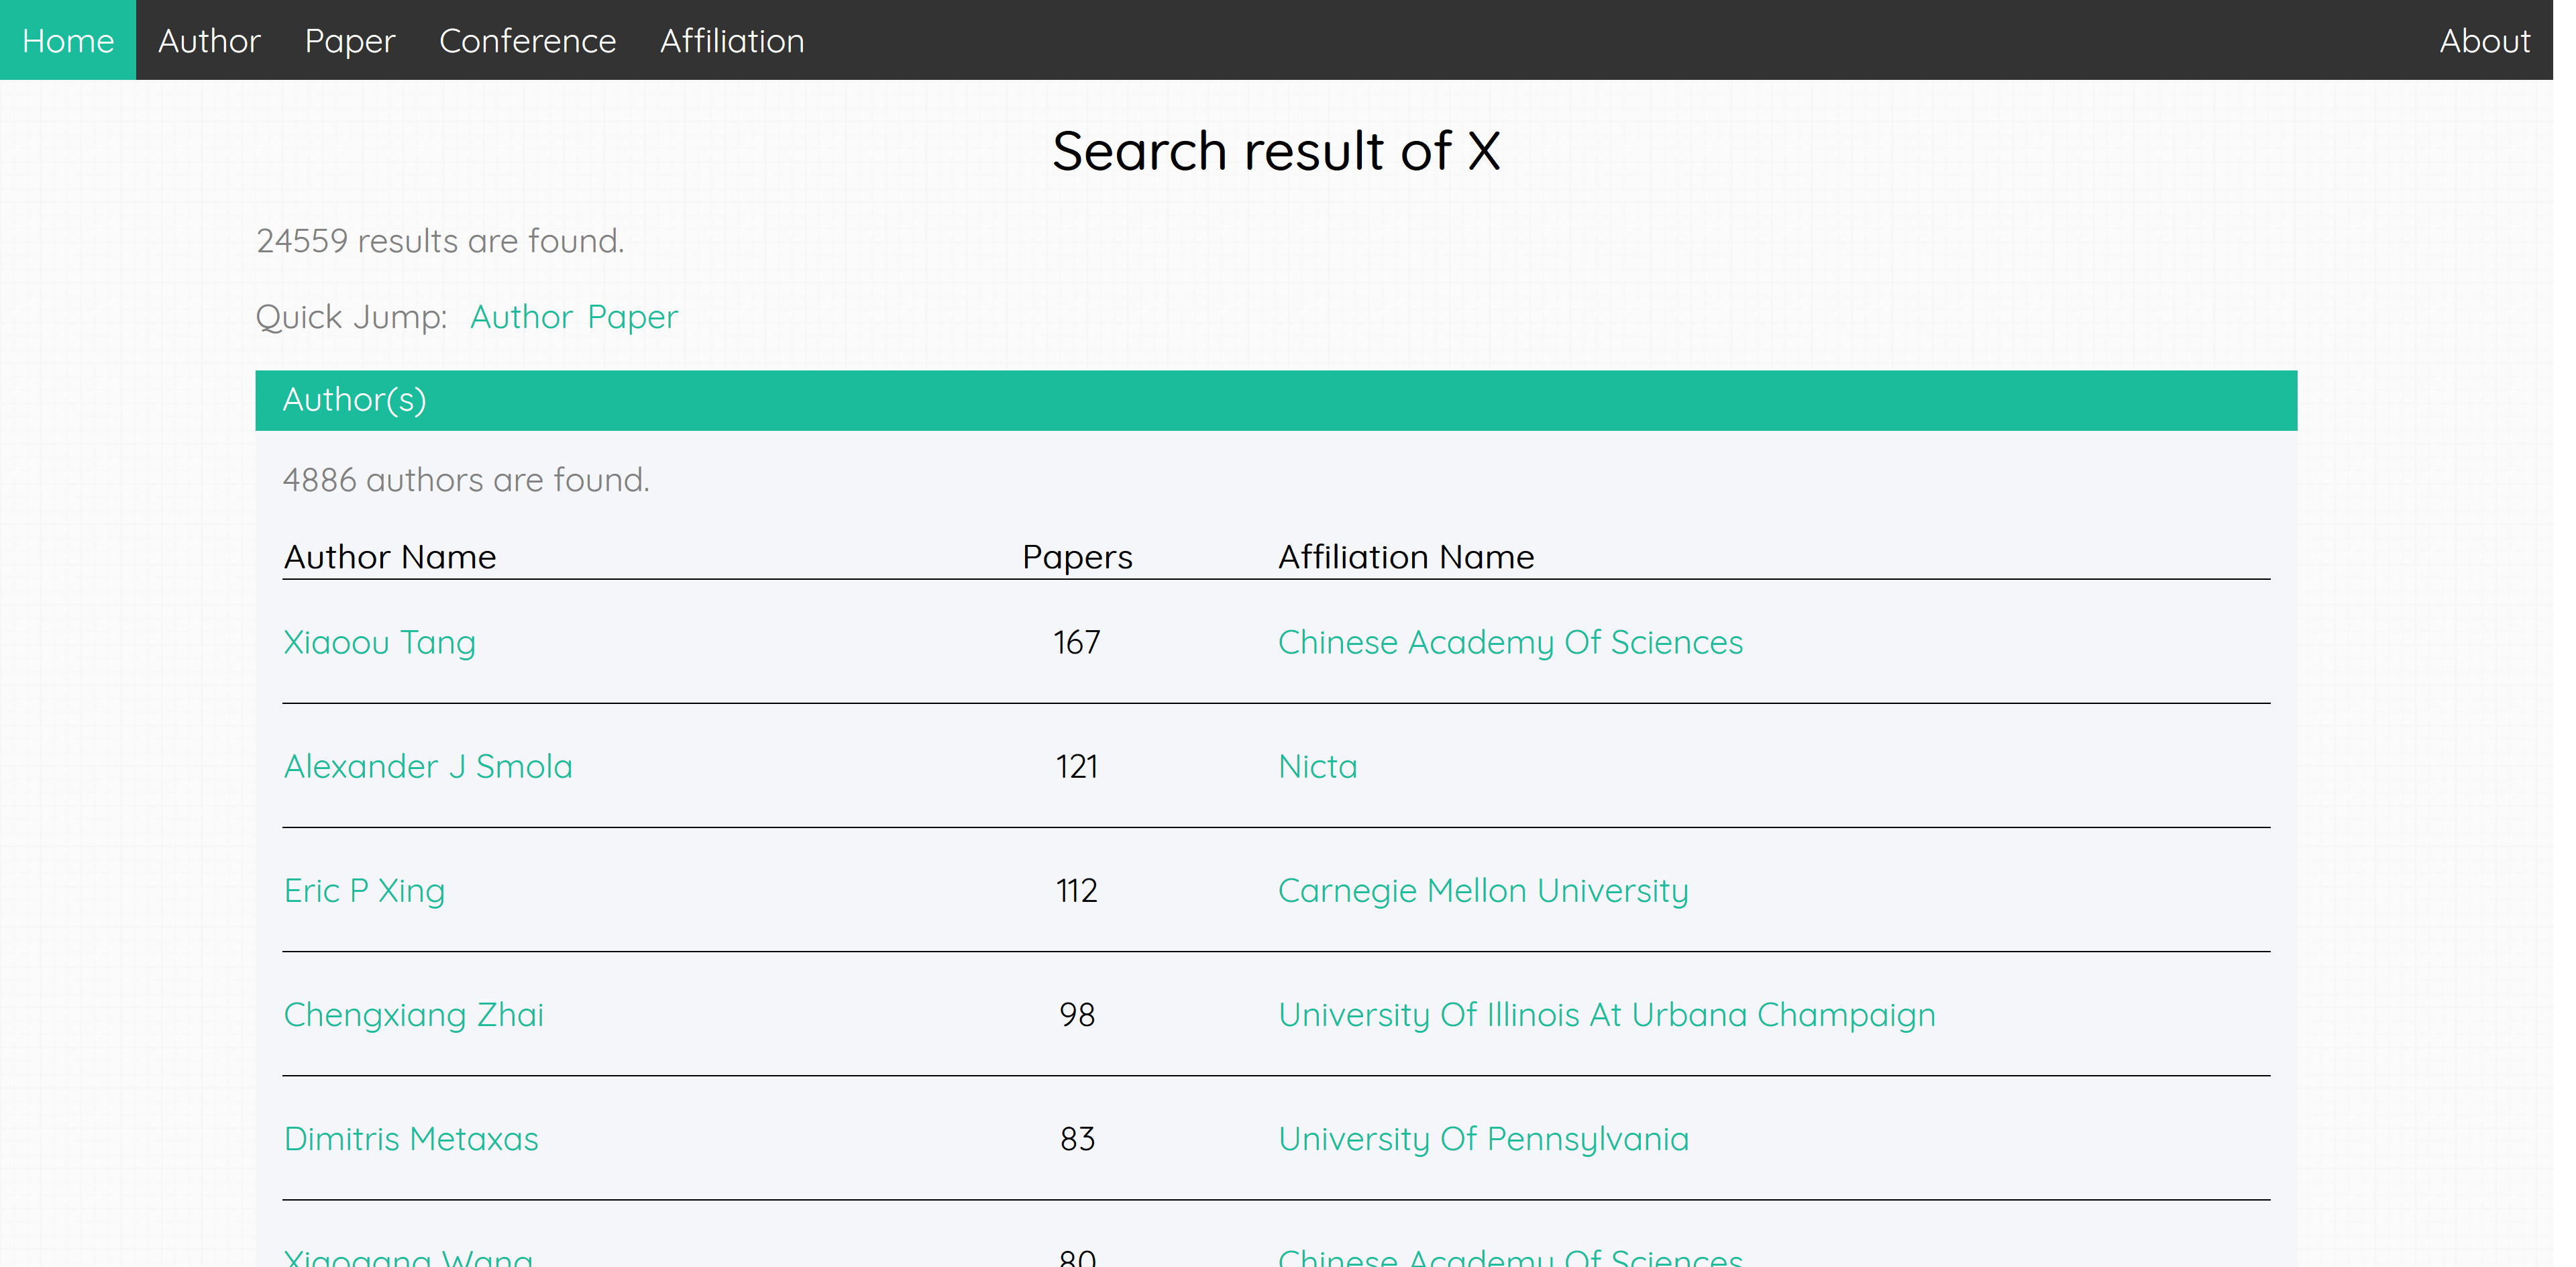 Home Author Paper Conference Affiliation About
Search result of X
24559 results are found.
Quick Jump: Author Paper
Author(s)
4886 authors are found.
Author Name Papers Affiliation Name
Xiaoou Tang 167 Chinese Academy Of Sciences
Alexander J Smola 121 Nicta
Eric P Xing 112 Carnegie Mellon University
Chengxiang Zhai 98 University Of Illinois At Urbana Champaign
Dimitris Metaxas 83 University Of Pennsylvania
Xiaogang Wang 80 Chinese Academy Of Sciences